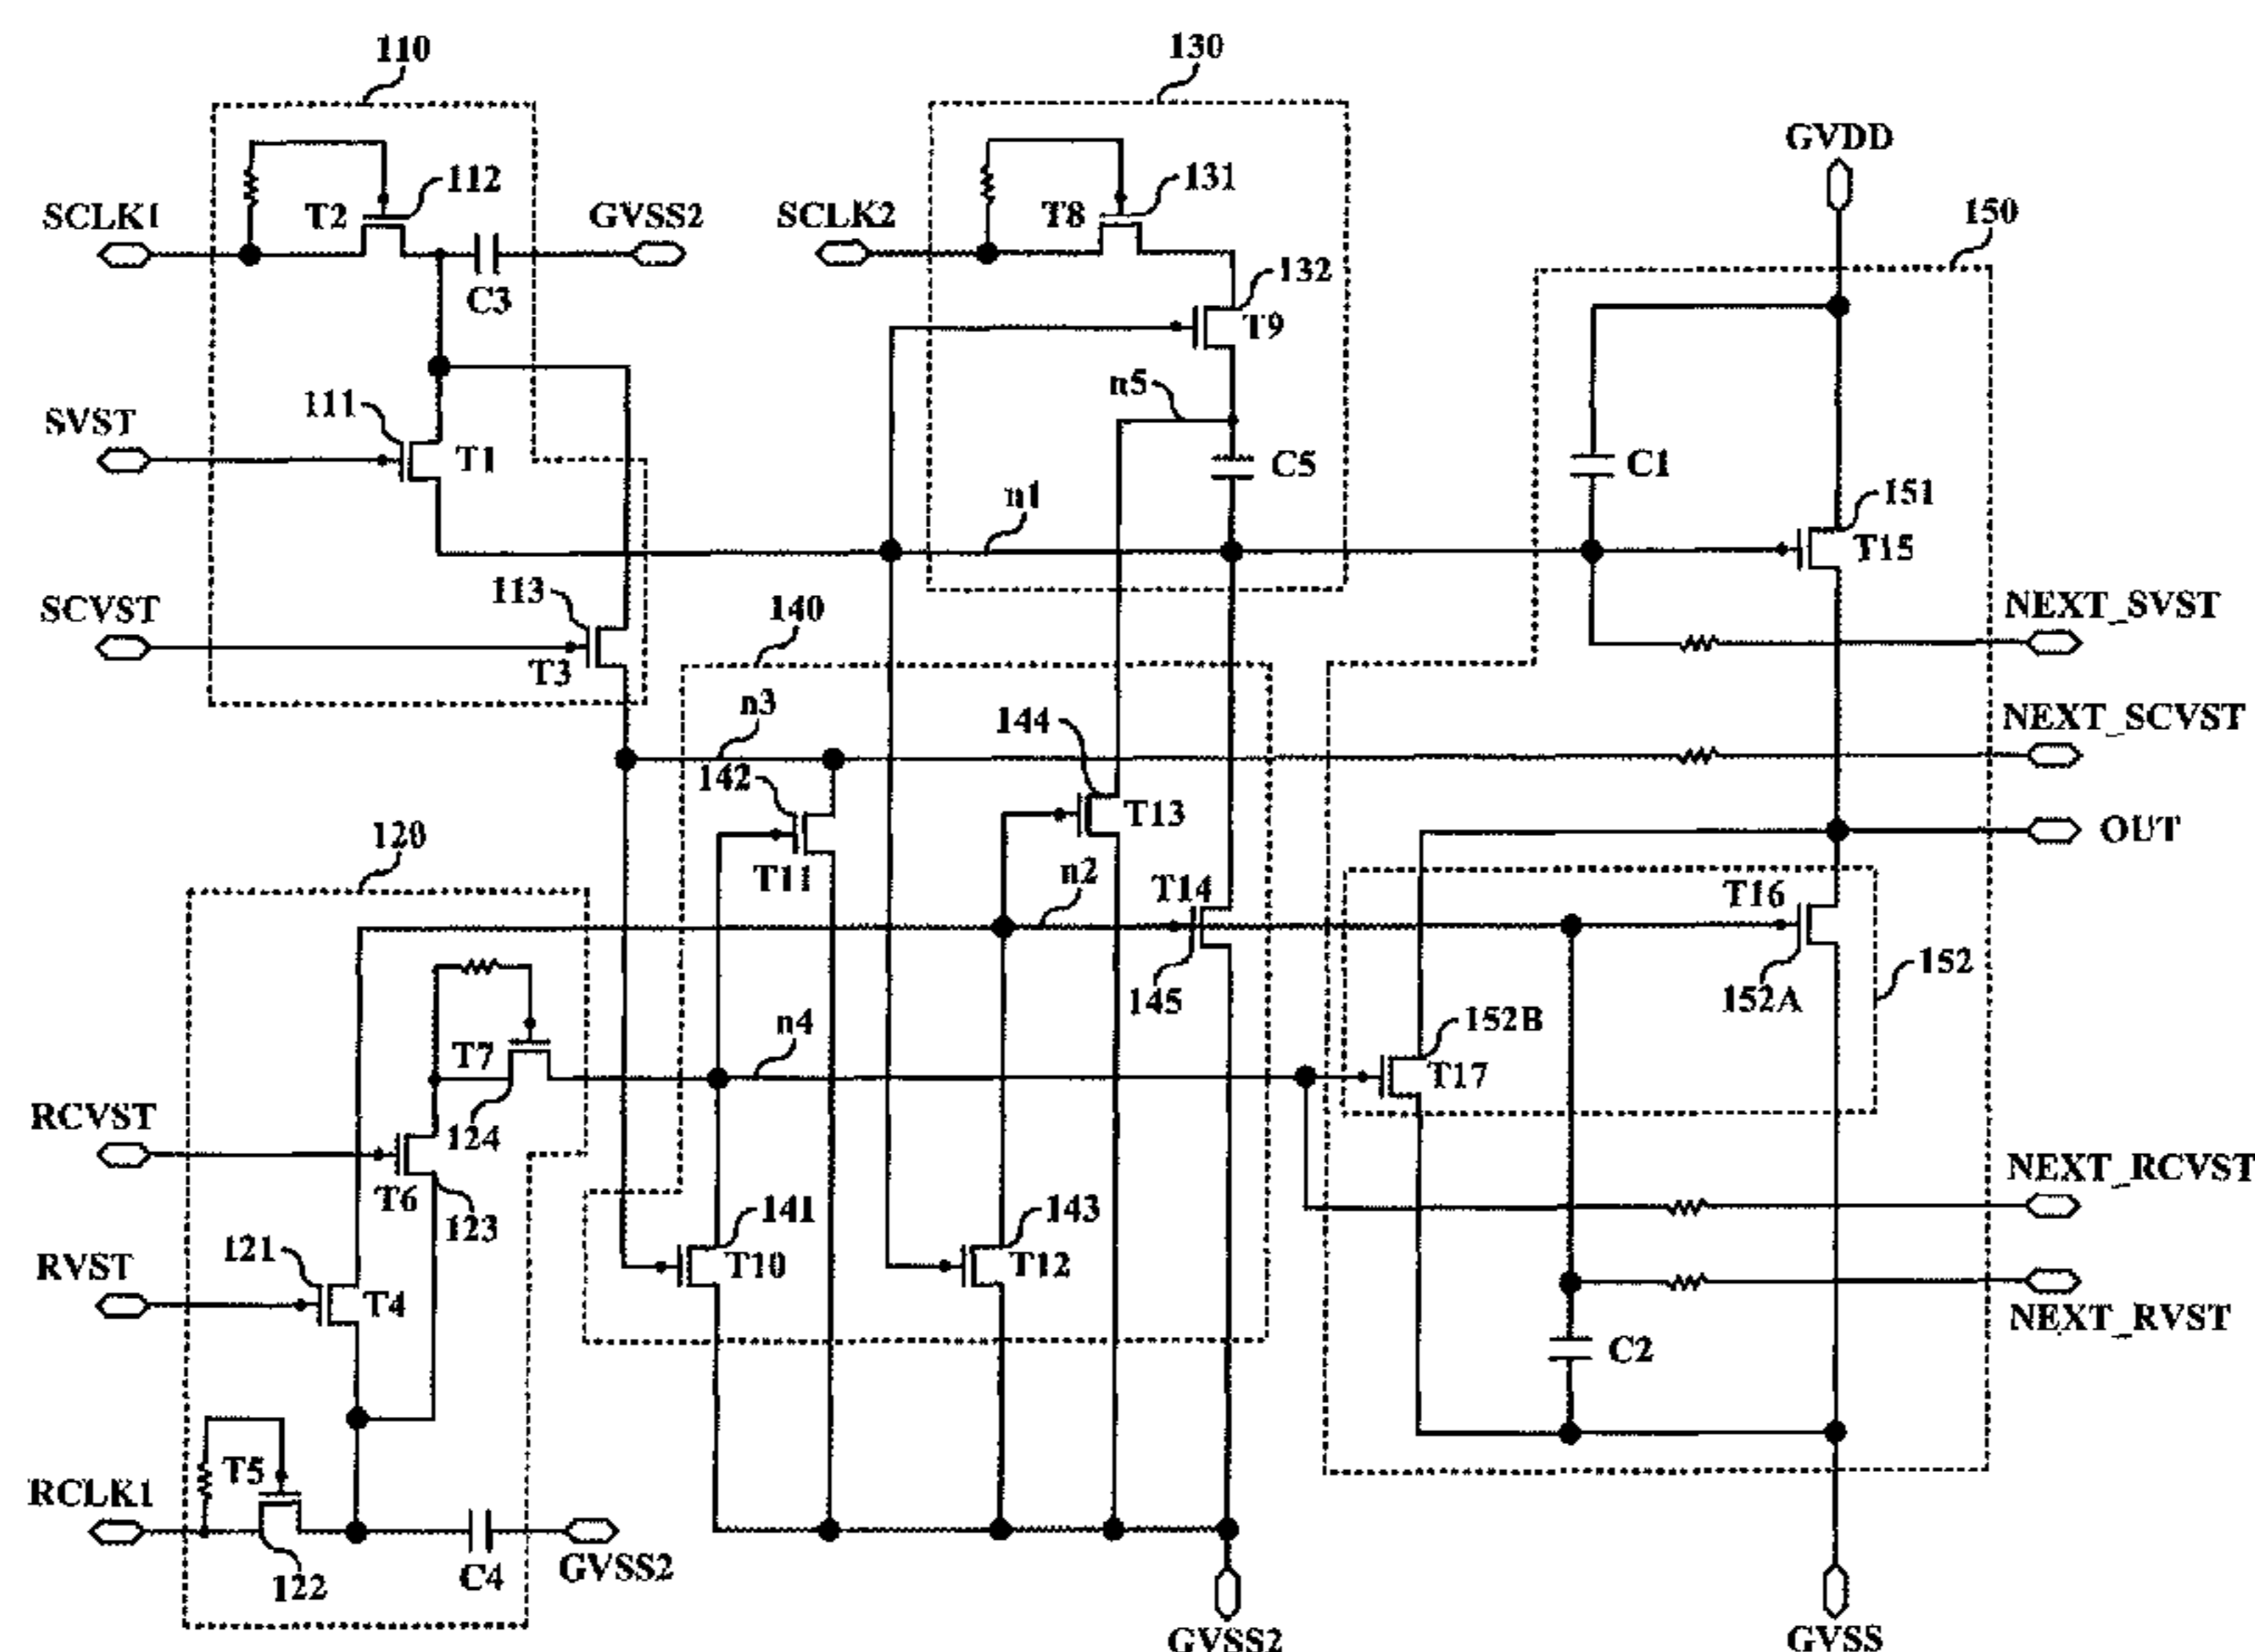 110
130
GVDD
112
SCLK1
T2
GVSS2
SCLK2
T8
131
150
C3
132
T9
111
n5
SVST
T1
C5
C1
n1
151
T15
113
SCVST
140
NEXT_SVST
T3
n3
144
NEXT_SCVST
142
T13
120
OUT
T11
n2
T14
T16
145
152A
152
n4
152B
T7
T17
RCVST
124
NEXT_RCVST
T6
123
141
143
121
RVST
T4
T10
T12
NEXT_RVST
C2
T5
RCLK1
C4
GVSS2
122
GVSS2
GVSS